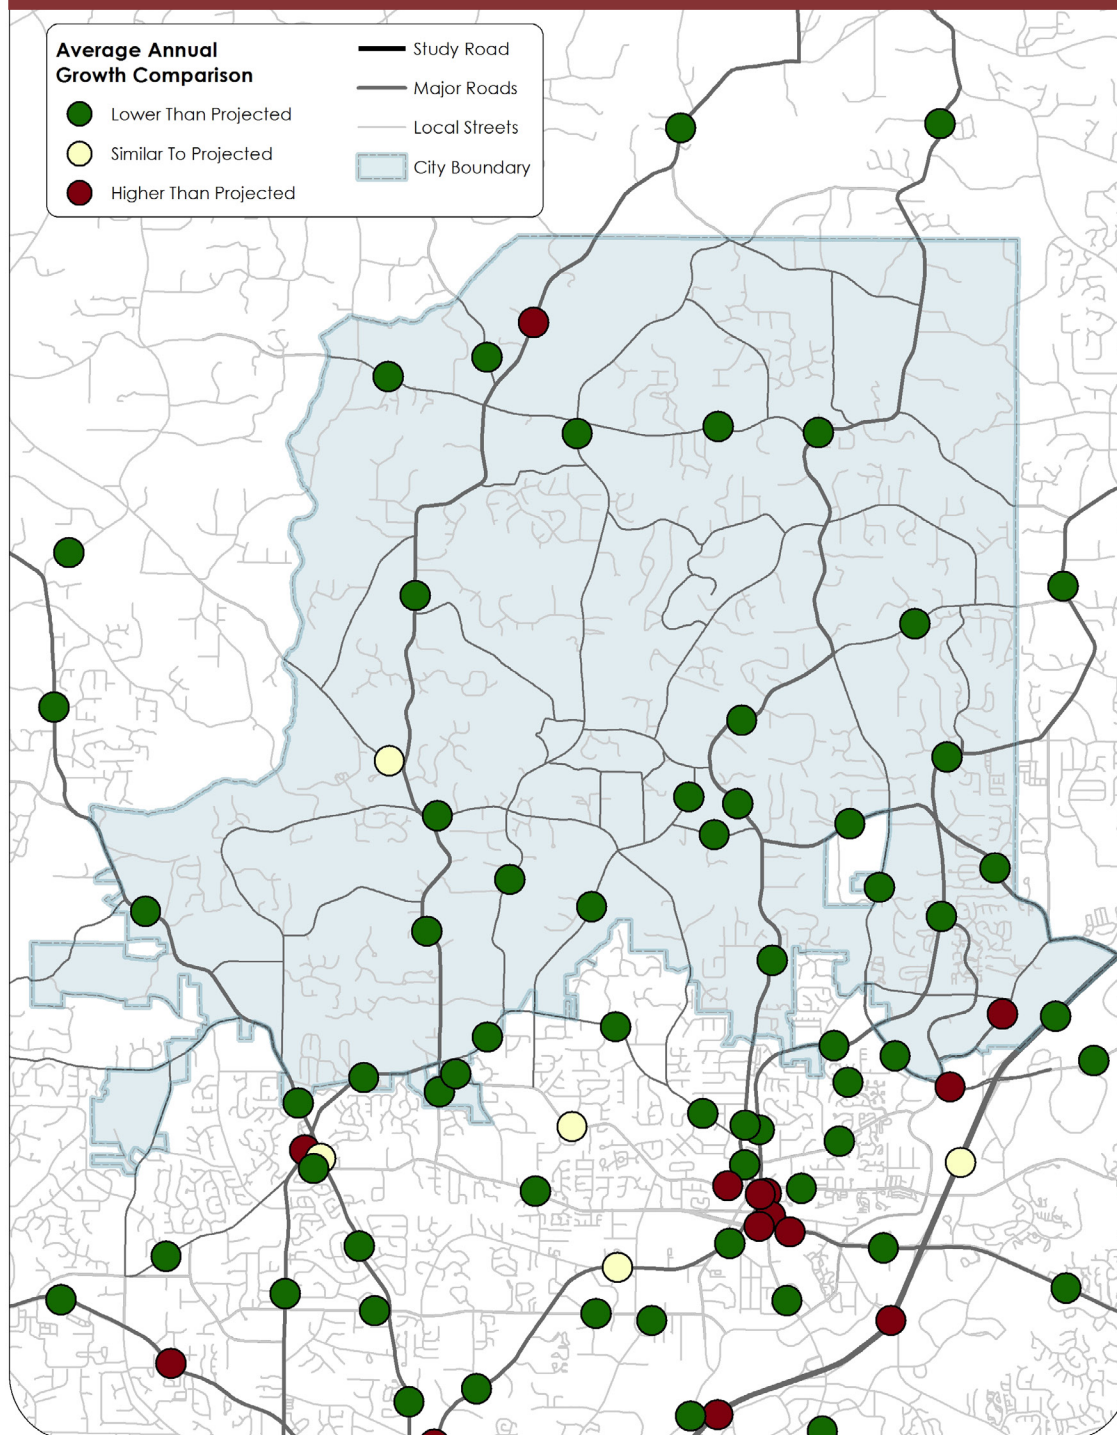 Average Annual
Growth Comparison
Lower Than Projected
Similar To Projected
Higher Than Projected
Study Road
Major Roads
Local Streets
City Boundary